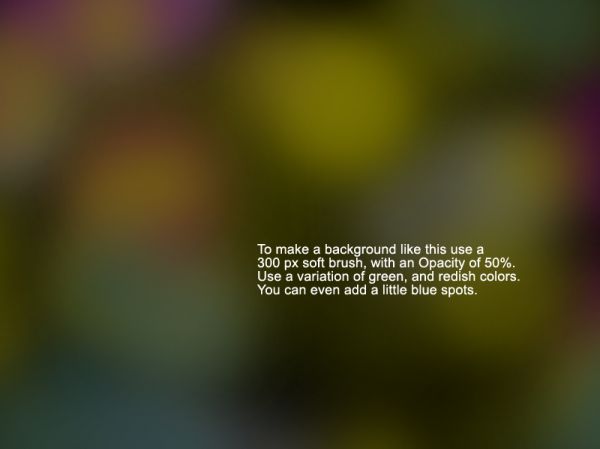 To make a background like this use a
300 px soft brush, with an Opacity of 50%.
Use a variation of green, and redish colors.
You can even add a little blue spots.